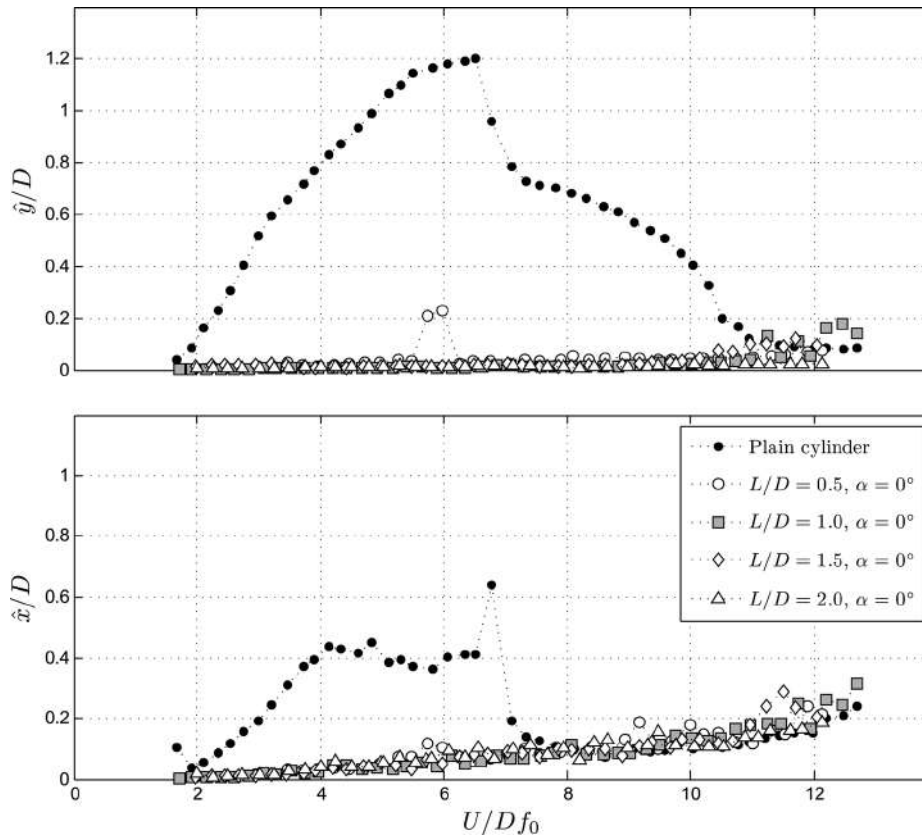 1.2
1
0.8
0.6
0.4
0.2
0
ŷ/D
1
0.8
0.6
0.4
0.2
0
x̂/D
2
4
6
8
10
12
U/Df₀
Plain cylinder
L/D = 0.5, α = 0°
L/D = 1.0, α = 0°
L/D = 1.5, α = 0°
L/D = 2.0, α = 0°